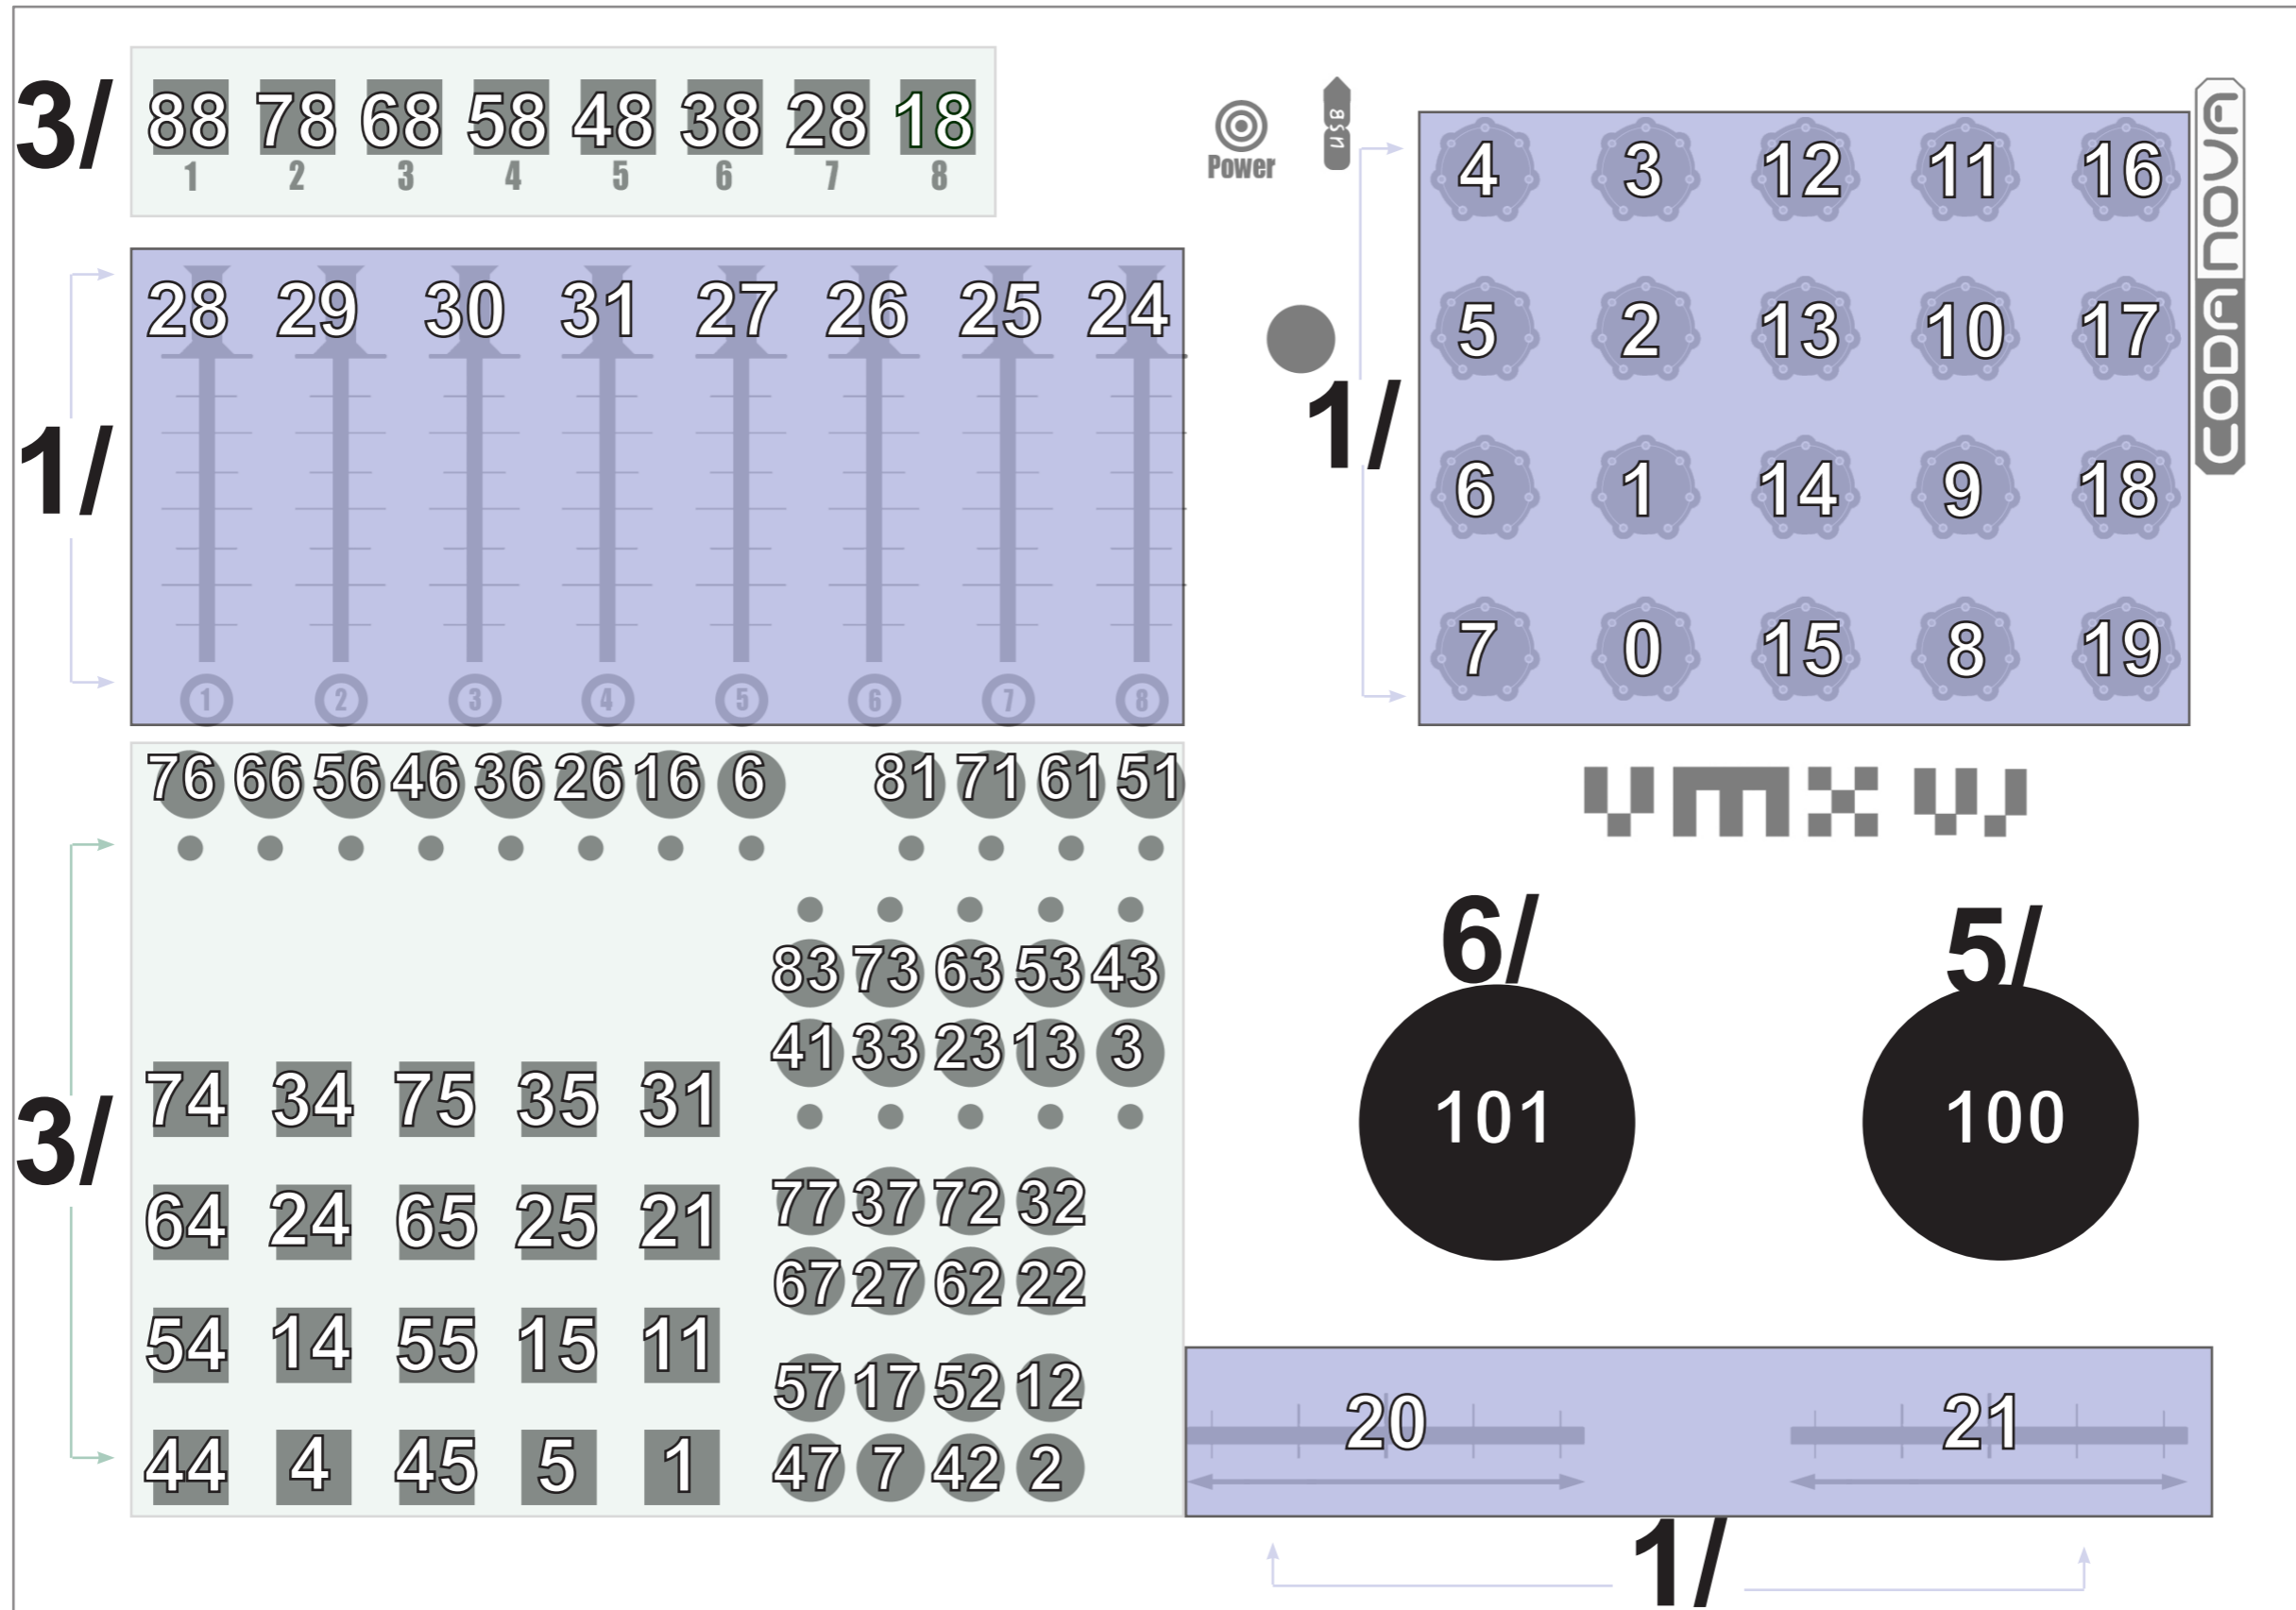 3/
88 78 68 58 48 38 28 18
1 2 3 4 5 6 7 8
Power
usB
CODANOVA
1/
28 29 30 31 27 26 25 24
1 2 3 4 5 6 7 8
1/
4 3 12 11 16
5 2 13 10 17
6 1 14 9 18
7 0 15 8 19
3/
76 66 56 46 36 26 16 6 81 71 61 51
83 73 63 53 43
41 33 23 13 3
74 34 75 35 31
77 37 72 32
64 24 65 25 21
67 27 62 22
54 14 55 15 11
57 17 52 12
44 4 45 5 1
47 7 42 2
vmx vj
6/
101
5/
100
20 21
1/